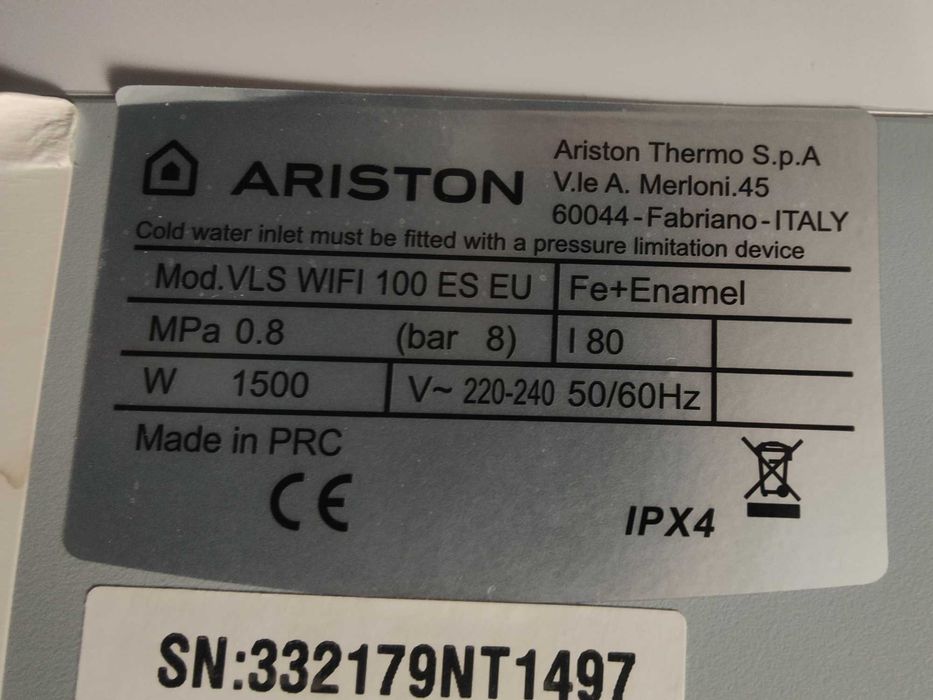 ARISTON
Ariston Thermo S.p.A
V.le A. Merloni.45
60044-Fabriano-ITALY
Cold water inlet must be fitted with a pressure limitation device
Mod.VLS WIFI 100 ES EU Fe+Enamel
MPa 0.8 (bar 8) l 80
W 1500 V~ 220-240 50/60Hz
Made in PRC
CE
IPX4
SN:332179NT1497